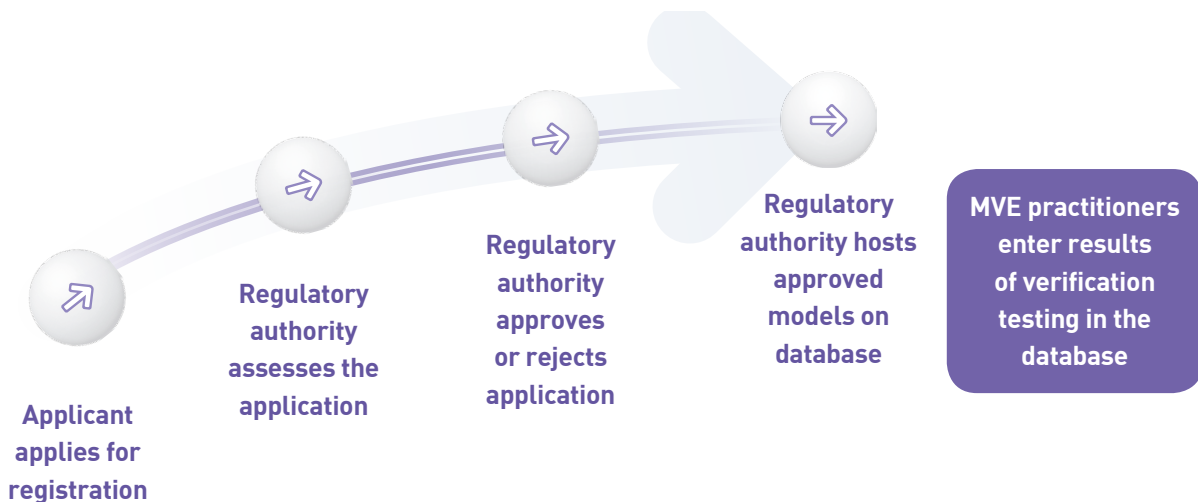 Applicant
applies for
registration
Regulatory
authority
assesses the
application
Regulatory
authority
approves
or rejects
application
Regulatory
authority hosts
approved
models on
database
MVE practitioners
enter results
of verification
testing in the
database